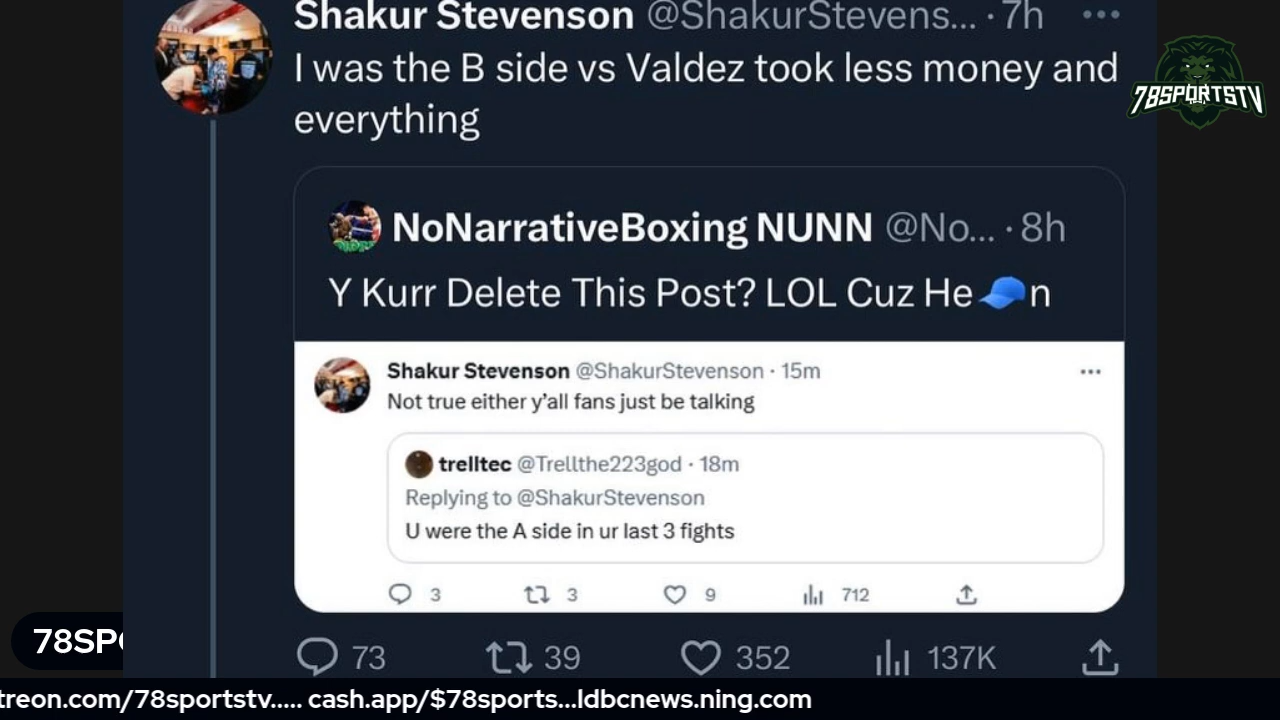 Shakur Stevenson @ShakurStevens... · 7h
I was the B side vs Valdez took less money and
everything
78SPORTSTV
NoNarrativeBoxing NUNN @No... · 8h
Y Kurr Delete This Post? LOL Cuz He 🧢n
Shakur Stevenson @ShakurStevenson · 15m
Not true either y'all fans just be talking
trelltec @Trellthe223god · 18m
Replying to @ShakurStevenson
U were the A side in ur last 3 fights
3 3 9 712
73 39 352 137K
78SP
treon.com/78sportstv..... cash.app/$78sports...ldbcnews.ning.com